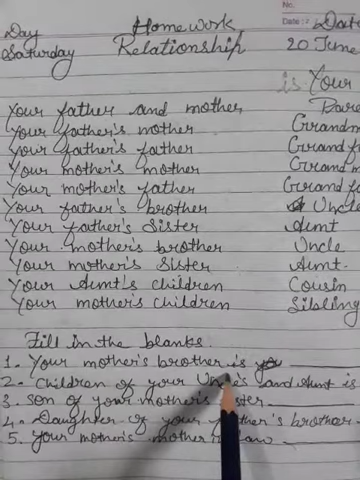 No.
Date :
Day Homework Dat
Saturday Relationship 20 June
is Your
Your father and mother Pare
Your father's mother Grandm
Your father's father Grand f
Your mother's mother Grand m
Your mother's father Grand fa
Your father's brother Uncle
Your father's Sister Aunt
Your mother's brother Uncle
Your mother's Sister Aunt.
Your Aunt's children Cousin
Your mother's children Sibling
Fill in the blanks.
1. Your mother's brother is
2. Children of your and Aunt is
3. Son of your mother's
4. Daughter of your brother
5. Your mother's